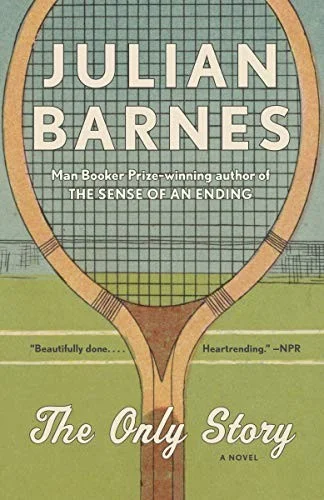 JULIAN
BARNES
Man Booker Prize-winning author of
THE SENSE OF AN ENDING
"Beautifully done. . . . Heartrending." –NPR
The Only Story
A NOVEL